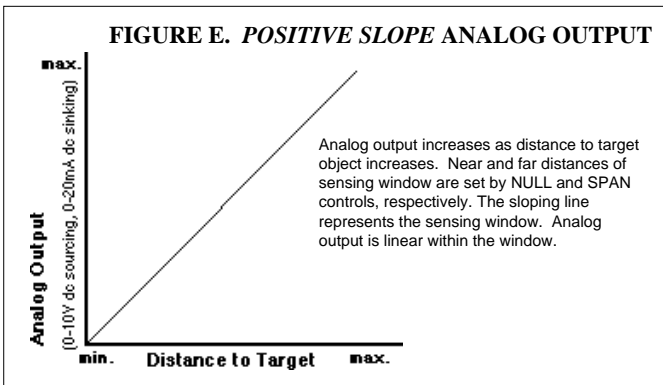 FIGURE E. POSITIVE SLOPE ANALOG OUTPUT
max.
Analog Output
(0-10V dc sourcing, 0-20mA dc sinking)
Analog output increases as distance to target
object increases. Near and far distances of
sensing window are set by NULL and SPAN
controls, respectively. The sloping line
represents the sensing window. Analog
output is linear within the window.
min. Distance to Target max.